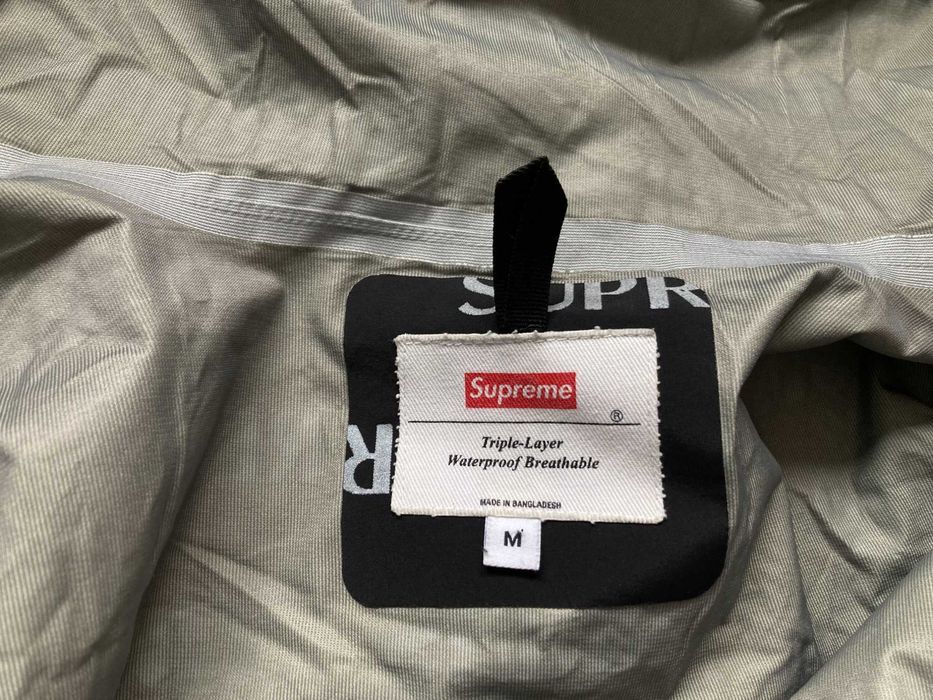 SUPR
Supreme
®
Triple-Layer
Waterproof Breathable
R
MADE IN BANGLADESH
M